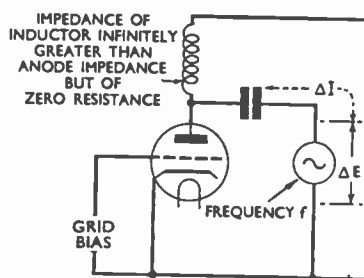 IMPEDANCE OF
INDUCTOR INFINITELY
GREATER THAN
ANODE IMPEDANCE
BUT OF
ZERO RESISTANCE
ΔI
ΔE
FREQUENCY f
GRID
BIAS